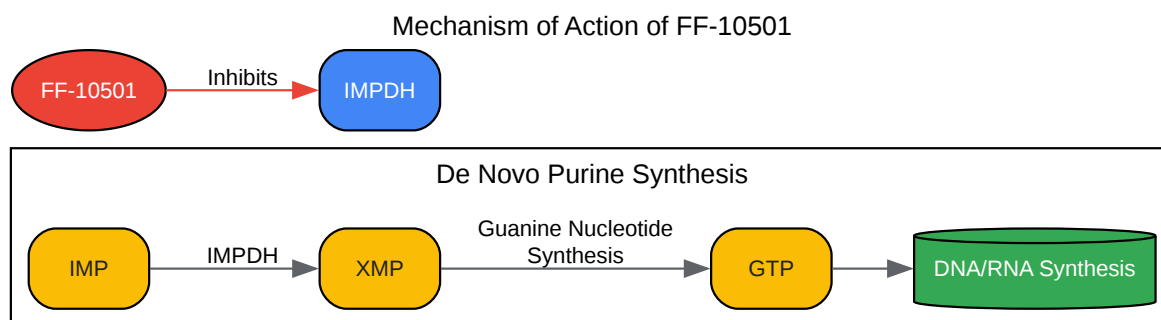 Mechanism of Action of FF-10501
FF-10501
Inhibits
IMPDH
De Novo Purine Synthesis
IMP
IMPDH
XMP
Guanine Nucleotide
Synthesis
GTP
DNA/RNA Synthesis